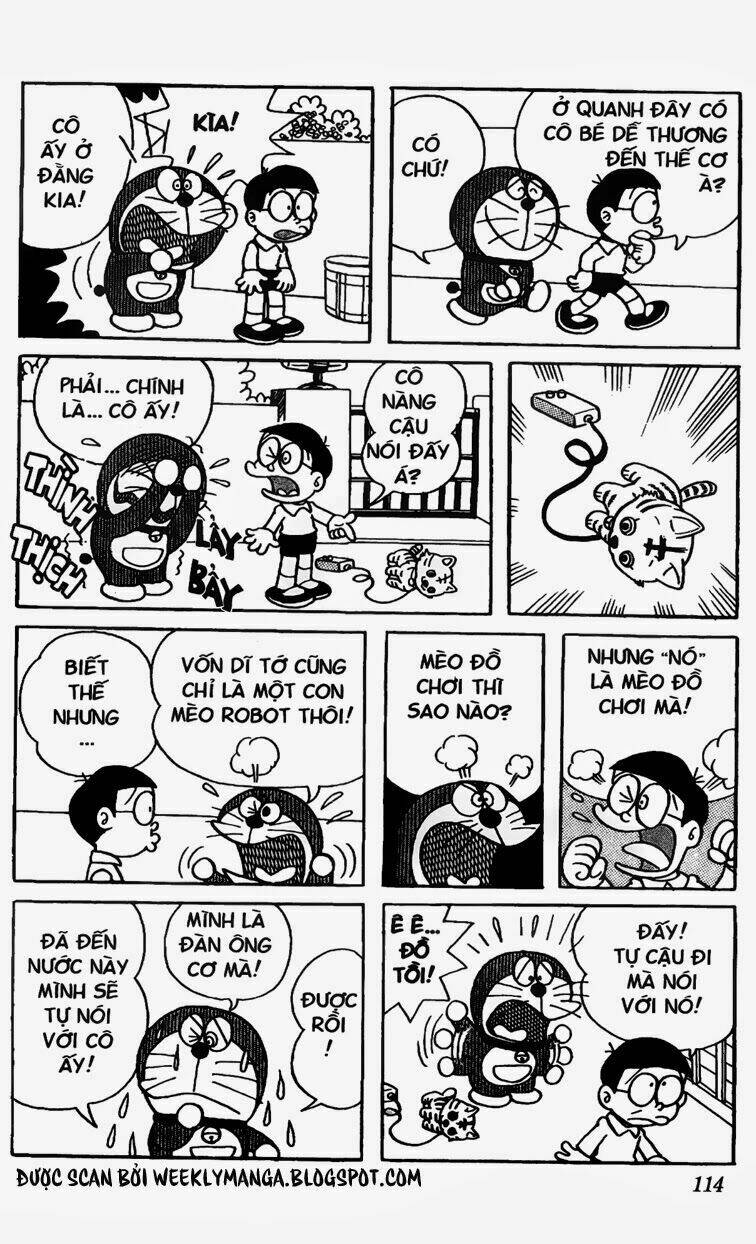 Ở QUANH ĐÂY CÓ
CÔ BÉ DỄ THƯƠNG
ĐẾN THẾ CƠ
À?
CÓ
CHỨ!
KÌA!
CÔ
ẤY Ở
ĐẰNG
KIA!
CÔ
NÀNG
CẬU
NÓI ĐẤY
Á?
PHẢI... CHÍNH
LÀ... CÔ ẤY!
LẨY
BẨY
THÌNH
THỊCH
NHƯNG “NÓ”
LÀ MÈO ĐỒ
CHƠI MÀ!
MÈO ĐỒ
CHƠI THÌ
SAO NÀO?
VỐN DĨ TỚ CŨNG
CHỈ LÀ MỘT CON
MÈO ROBOT THÔI!
BIẾT
THẾ
NHƯNG
...
ĐẤY!
TỰ CẬU ĐI
MÀ NÓI
VỚI NÓ!
Ê Ê...
ĐỒ
TỒI!
ĐƯỢC
RỒI
!
MÌNH LÀ
ĐÀN ÔNG
CƠ MÀ!
ĐÃ ĐẾN
NƯỚC NÀY
MÌNH SẼ
TỰ NÓI
VỚI CÔ
ẤY!
ĐƯỢC SCAN BỞI WEEKLYMANGA.BLOGSPOT.COM
114